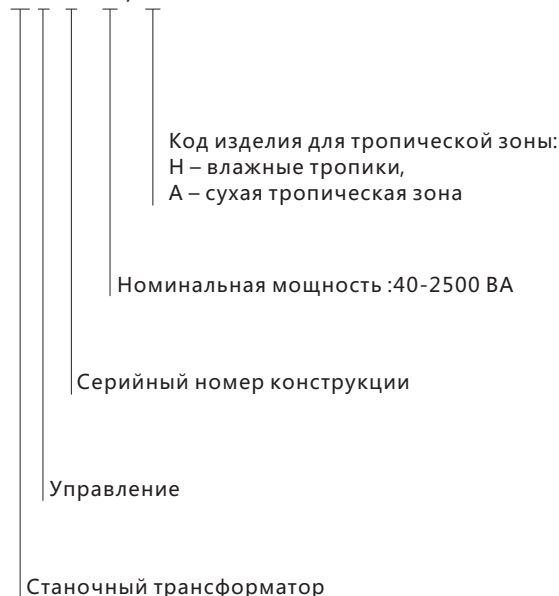 Код изделия для тропической зоны:
Н – влажные тропики,
А – сухая тропическая зона
Номинальная мощность :40-2500 ВА
Серийный номер конструкции
Управление
Станочный трансформатор